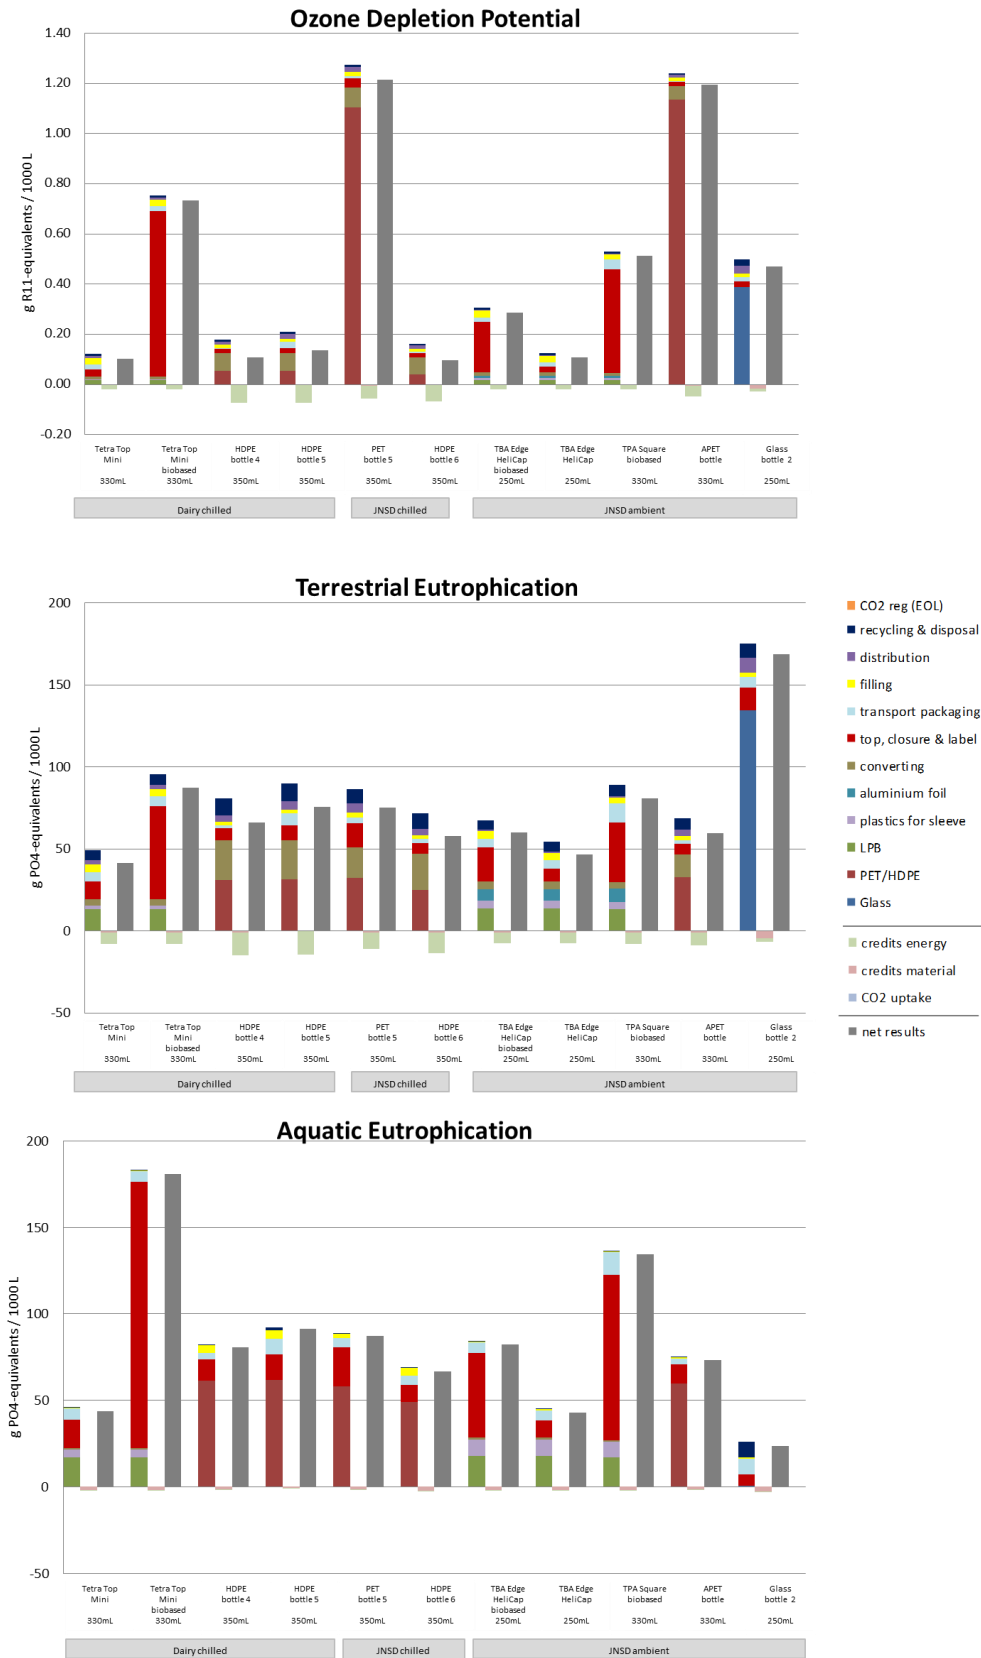 Ozone Depletion Potential
g R11-equivalents / 1000 L
1.40
1.20
1.00
0.80
0.60
0.40
0.20
0.00
-0.20
Tetra Top Mini 330mL
Tetra Top Mini biobased 330mL
HDPE bottle 4 350mL
HDPE bottle 5 350mL
PET bottle 5 350mL
HDPE bottle 6 350mL
TBA Edge HeliCap biobased 250mL
TBA Edge HeliCap 250mL
TPA Square biobased 330mL
APET bottle 330mL
Glass bottle 2 250mL
Dairy chilled
JNSD chilled
JNSD ambient
Terrestrial Eutrophication
g PO4-equivalents / 1000 L
200
150
100
50
0
-50
Tetra Top Mini 330mL
Tetra Top Mini biobased 330mL
HDPE bottle 4 350mL
HDPE bottle 5 350mL
PET bottle 5 350mL
HDPE bottle 6 350mL
TBA Edge HeliCap biobased 250mL
TBA Edge HeliCap 250mL
TPA Square biobased 330mL
APET bottle 330mL
Glass bottle 2 250mL
Dairy chilled
JNSD chilled
JNSD ambient
CO2 reg (EOL)
recycling & disposal
distribution
filling
transport packaging
top, closure & label
converting
aluminium foil
plastics for sleeve
LPB
PET/HDPE
Glass
credits energy
credits material
CO2 uptake
net results
Aquatic Eutrophication
g PO4-equivalents / 1000 L
200
150
100
50
0
-50
Tetra Top Mini 330mL
Tetra Top Mini biobased 330mL
HDPE bottle 4 350mL
HDPE bottle 5 350mL
PET bottle 5 350mL
HDPE bottle 6 350mL
TBA Edge HeliCap biobased 250mL
TBA Edge HeliCap 250mL
TPA Square biobased 330mL
APET bottle 330mL
Glass bottle 2 250mL
Dairy chilled
JNSD chilled
JNSD ambient